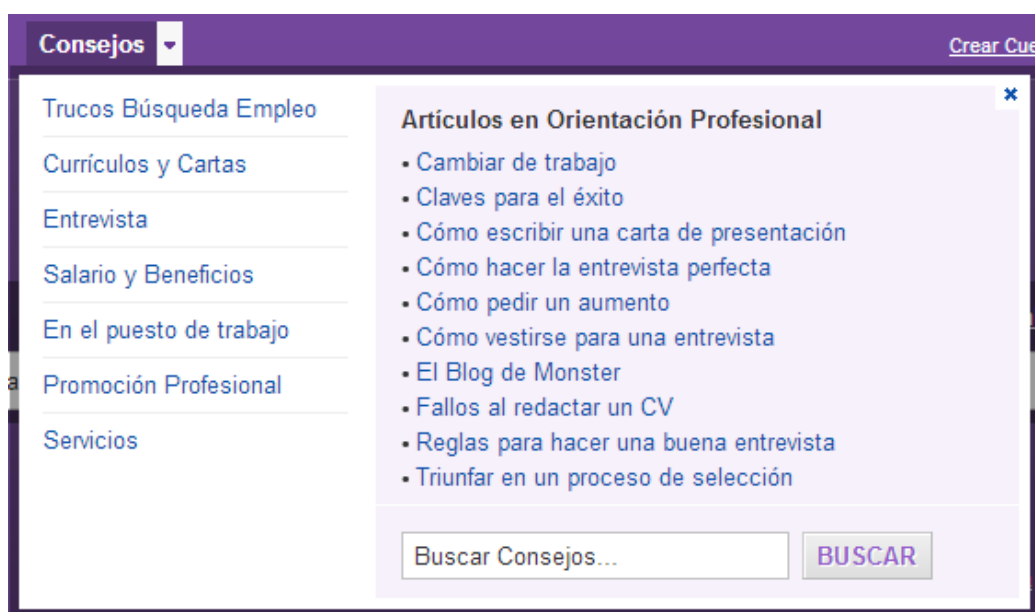 Consejos
Crear Cue
Trucos Búsqueda Empleo
Currículos y Cartas
Entrevista
Salario y Beneficios
En el puesto de trabajo
Promoción Profesional
Servicios
Artículos en Orientación Profesional
• Cambiar de trabajo
• Claves para el éxito
• Cómo escribir una carta de presentación
• Cómo hacer la entrevista perfecta
• Cómo pedir un aumento
• Cómo vestirse para una entrevista
• El Blog de Monster
• Fallos al redactar un CV
• Reglas para hacer una buena entrevista
• Triunfar en un proceso de selección
Buscar Consejos...
BUSCAR